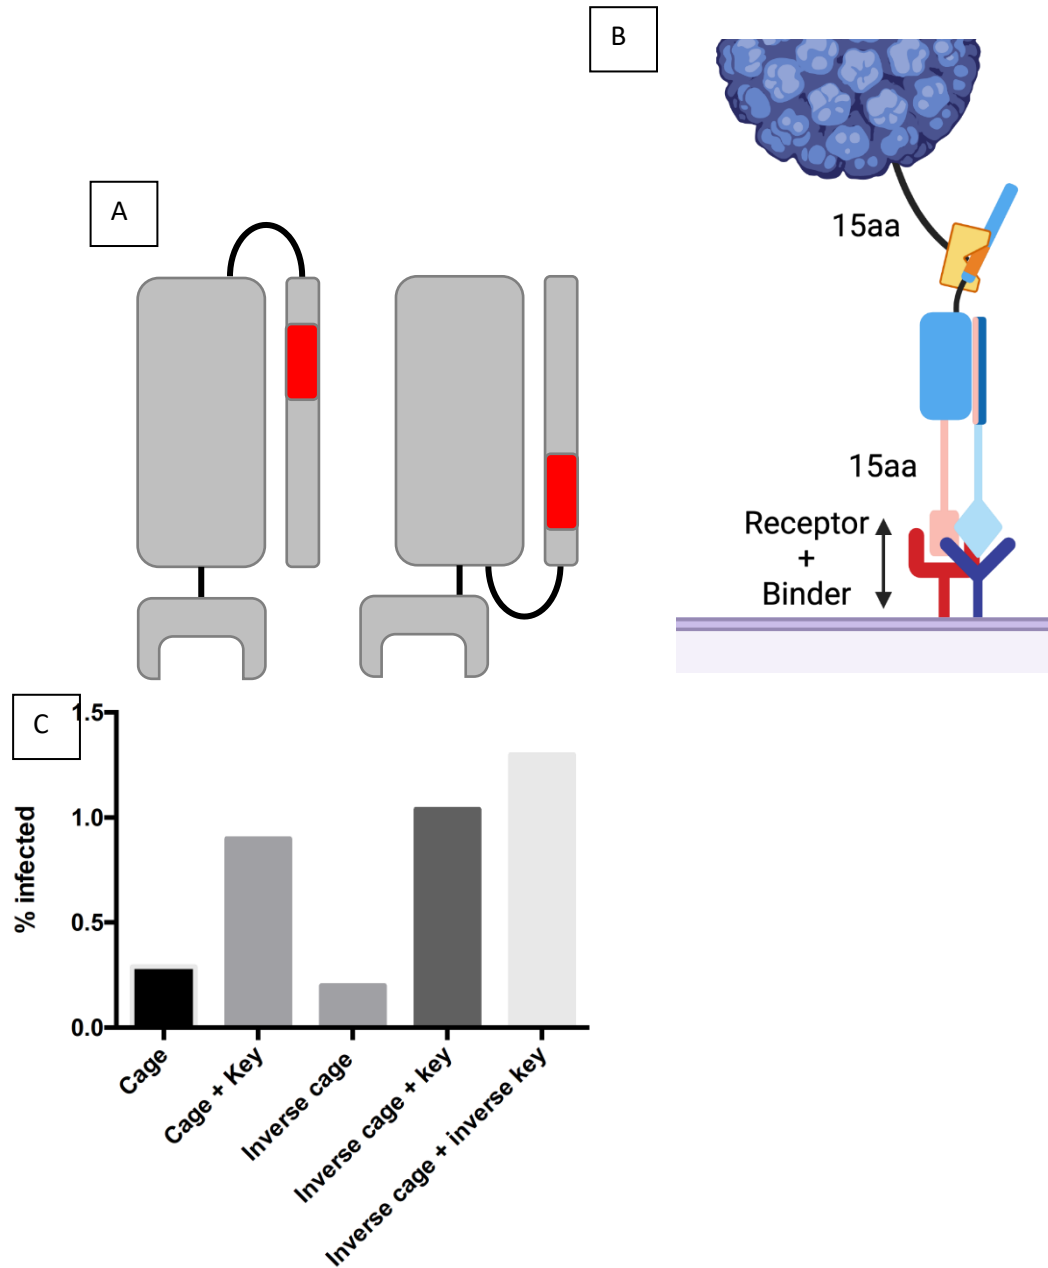 B
A
15aa
15aa
Receptor
+
Binder
C
1.5
1.0
0.5
0.0
% infected
Cage
Cage + Key
Inverse cage
Inverse cage + key
Inverse cage + inverse key